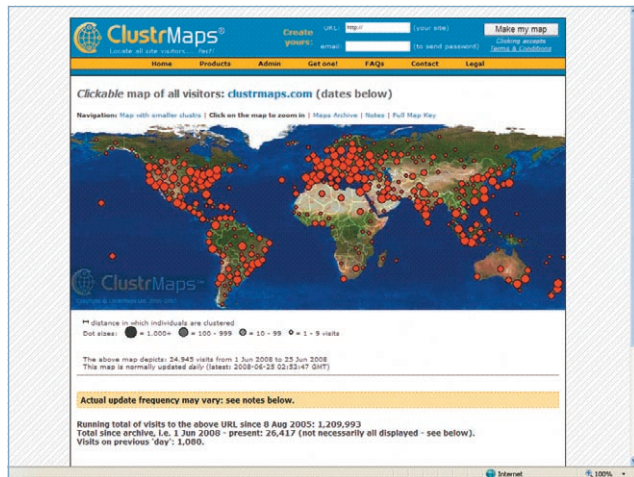 ClustrMaps®
Locate all site visitors... fast!
Create yours:
URL: http:// (your site)
email: (to send password)
Make my map
Clicking accepts
Terms & Conditions
Home Products Admin Get one! FAQs Contact Legal
Clickable map of all visitors: clustrmaps.com (dates below)
Navigation: Map with smaller clustrs | Click on the map to zoom in | Maps Archive | Notes | Full Map Key
ClustrMaps™
distance in which individuals are clustered
Dot sizes: = 1,000+ = 100 - 999 = 10 - 99 = 1 - 9 visits
The above map depicts: 24,945 visits from 1 Jun 2008 to 25 Jun 2008
This map is normally updated daily (latest: 2008-06-25 02:53:47 GMT)
Actual update frequency may vary: see notes below.
Running total of visits to the above URL since 8 Aug 2005: 1,209,993
Total since archive, i.e. 1 Jun 2008 - present: 26,417 (not necessarily all displayed - see below).
Visits on previous 'day': 1,080.
Internet 100%